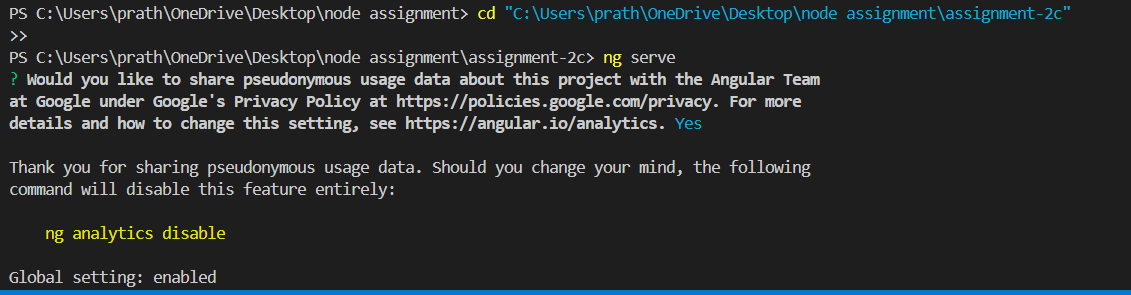 PS C:\Users\prath\OneDrive\Desktop\node assignment> cd "C:\Users\prath\OneDrive\Desktop\node assignment\assignment-2c"
>>
PS C:\Users\prath\OneDrive\Desktop\node assignment\assignment-2c> ng serve
? Would you like to share pseudonymous usage data about this project with the Angular Team
at Google under Google's Privacy Policy at https://policies.google.com/privacy. For more
details and how to change this setting, see https://angular.io/analytics. Yes
Thank you for sharing pseudonymous usage data. Should you change your mind, the following
command will disable this feature entirely:
ng analytics disable
Global setting: enabled